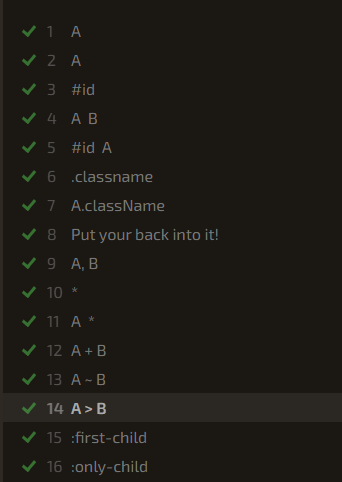 1 A
2 A
3 #id
4 A B
5 #id A
6 .classname
7 A.className
8 Put your back into it!
9 A, B
10 *
11 A *
12 A + B
13 A ~ B
14 A > B
15 :first-child
16 :only-child